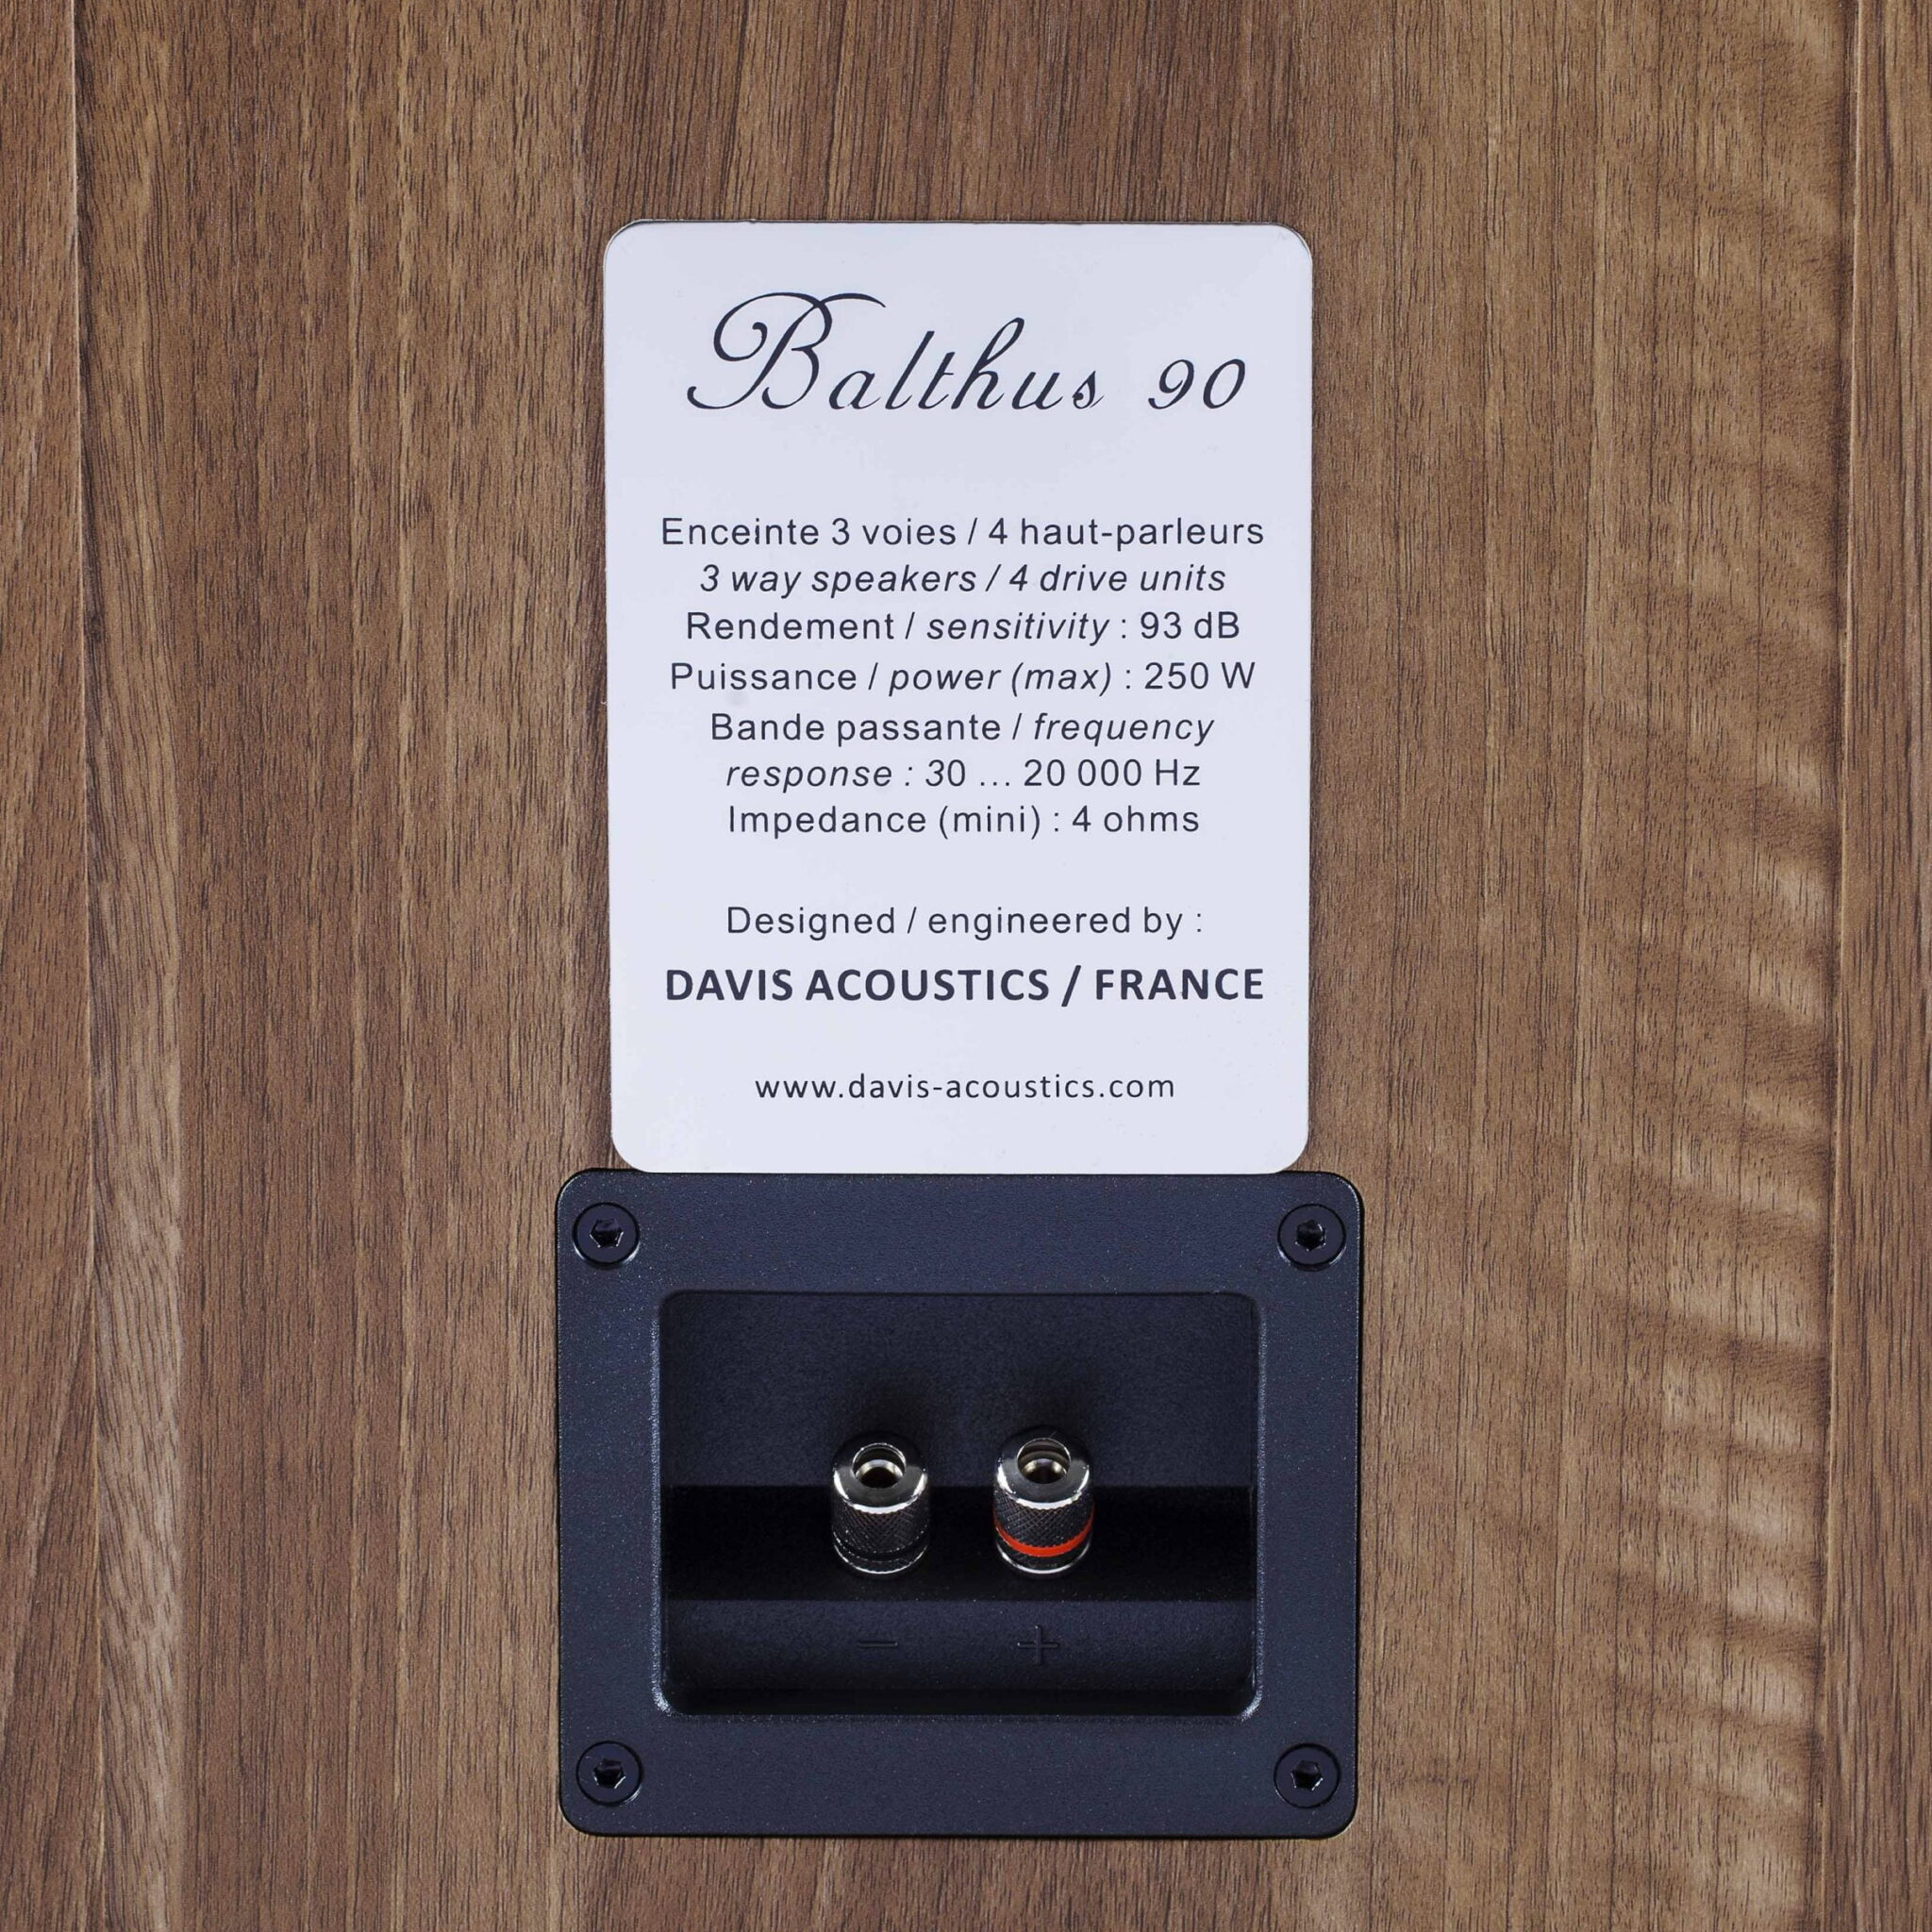 Balthus 90
Enceinte 3 voies / 4 haut-parleurs
3 way speakers / 4 drive units
Rendement / sensitivity : 93 dB
Puissance / power (max) : 250 W
Bande passante / frequency
response : 30 ... 20 000 Hz
Impedance (mini) : 4 ohms
Designed / engineered by :
DAVIS ACOUSTICS / FRANCE
www.davis-acoustics.com
− +